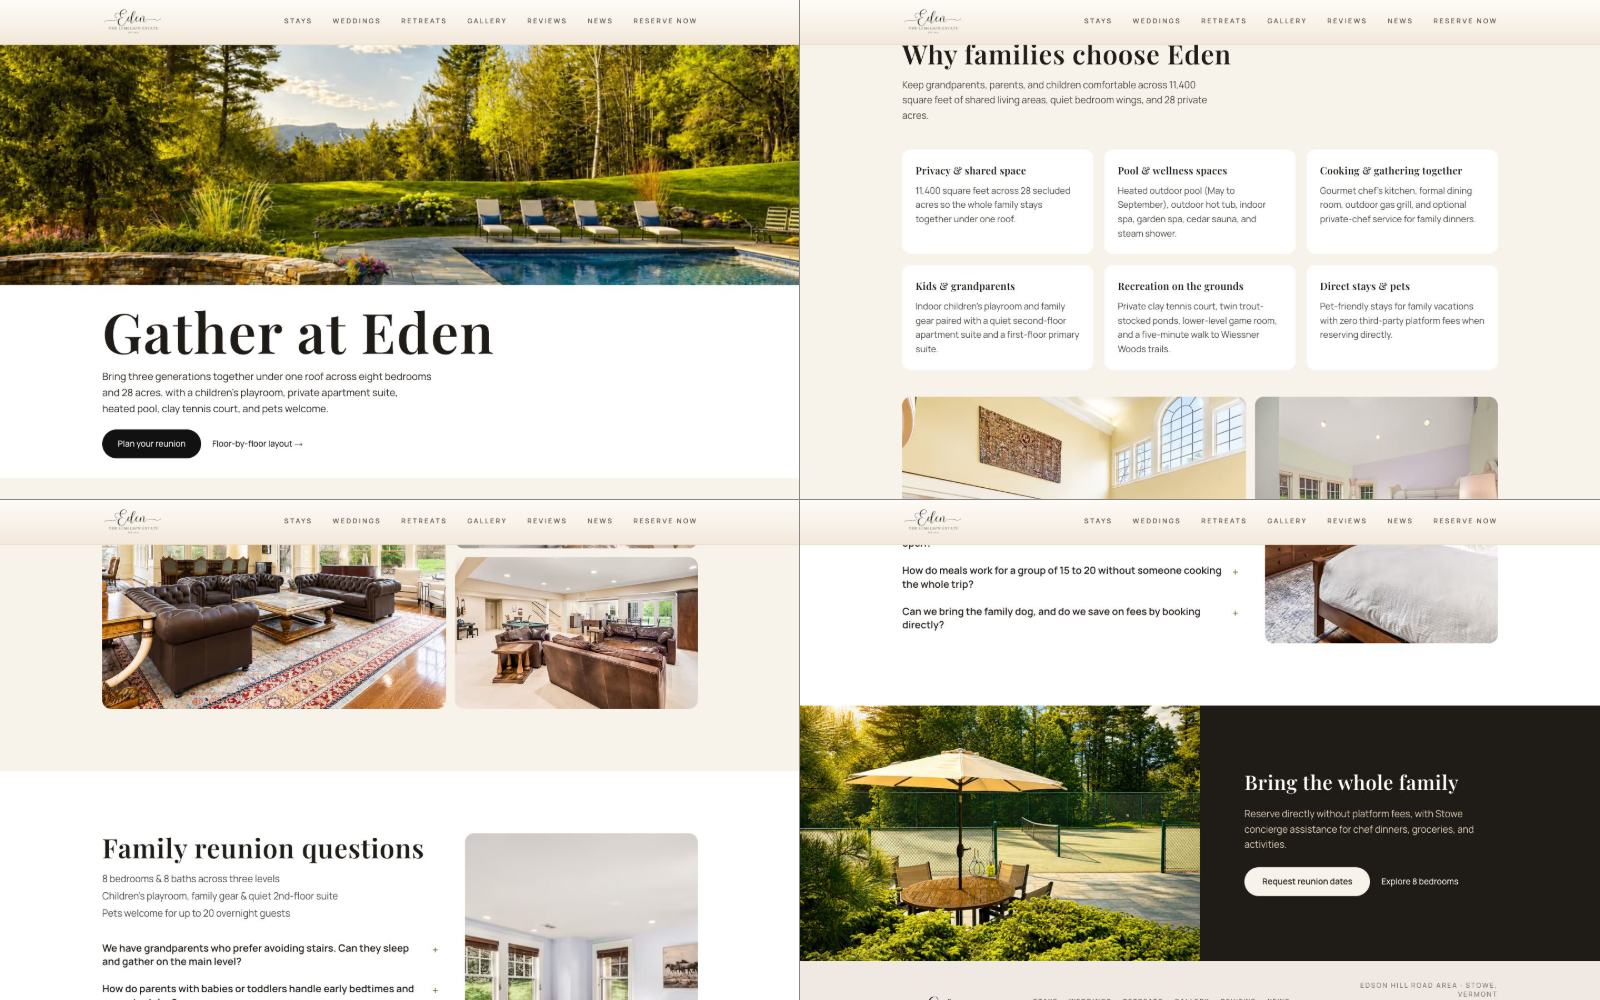 Eden
STAYS WEDDINGS RETREATS GALLERY REVIEWS NEWS RESERVE NOW
Gather at Eden
Bring three generations together under one roof across eight bedrooms
and 28 acres, with a children's playroom, private apartment suite,
heated pool, clay tennis court, and pets welcome.
Plan your reunion Floor-by-floor layout →
Eden
STAYS WEDDINGS RETREATS GALLERY REVIEWS NEWS RESERVE NOW
Why families choose Eden
Keep grandparents, parents, and children comfortable across 11,400
square feet of shared living areas, quiet bedroom wings, and 28 private
acres.
Privacy & shared space
11,400 square feet across 28 secluded
acres so the whole family stays
together under one roof.
Pool & wellness spaces
Heated outdoor pool (May to
September), outdoor hot tub, indoor
spa, garden spa, cedar sauna, and
steam shower.
Cooking & gathering together
Gourmet chef's kitchen, formal dining
room, outdoor gas grill, and optional
private-chef service for family dinners.
Kids & grandparents
Indoor children's playroom and family
gear paired with a quiet second-floor
apartment suite and a first-floor primary
suite.
Recreation on the grounds
Private clay tennis court, twin trout-
stocked ponds, lower-level game room,
and a five-minute walk to Wiessner
Woods trails.
Direct stays & pets
Pet-friendly stays for family vacations
with zero third-party platform fees when
reserving directly.
Eden
STAYS WEDDINGS RETREATS GALLERY REVIEWS NEWS RESERVE NOW
Family reunion questions
8 bedrooms & 8 baths across three levels
Children's playroom, family gear & quiet 2nd-floor suite
Pets welcome for up to 20 overnight guests
We have grandparents who prefer avoiding stairs. Can they sleep
and gather on the main level? +
How do parents with babies or toddlers handle early bedtimes and +
Eden
STAYS WEDDINGS RETREATS GALLERY REVIEWS NEWS RESERVE NOW
How do meals work for a group of 15 to 20 without someone cooking
the whole trip? +
Can we bring the family dog, and do we save on fees by booking
directly? +
Bring the whole family
Reserve directly without platform fees, with Stowe
concierge assistance for chef dinners, groceries, and
activities.
Request reunion dates Explore 8 bedrooms
EDSON HILL ROAD AREA · STOWE,
VERMONT